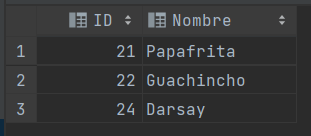 ID Nombre
1 21 Papafrita
2 22 Guachincho
3 24 Darsay